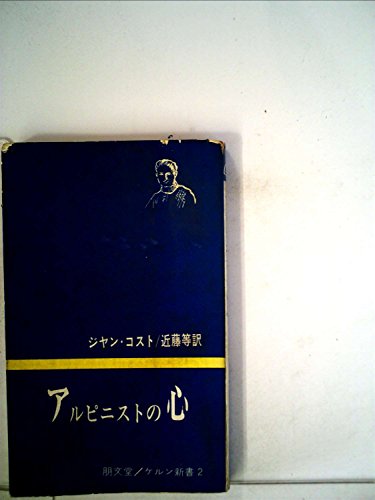 ジヤン・コスト/近藤等訳
アルピニストの心
朋文堂/ケルン新書2